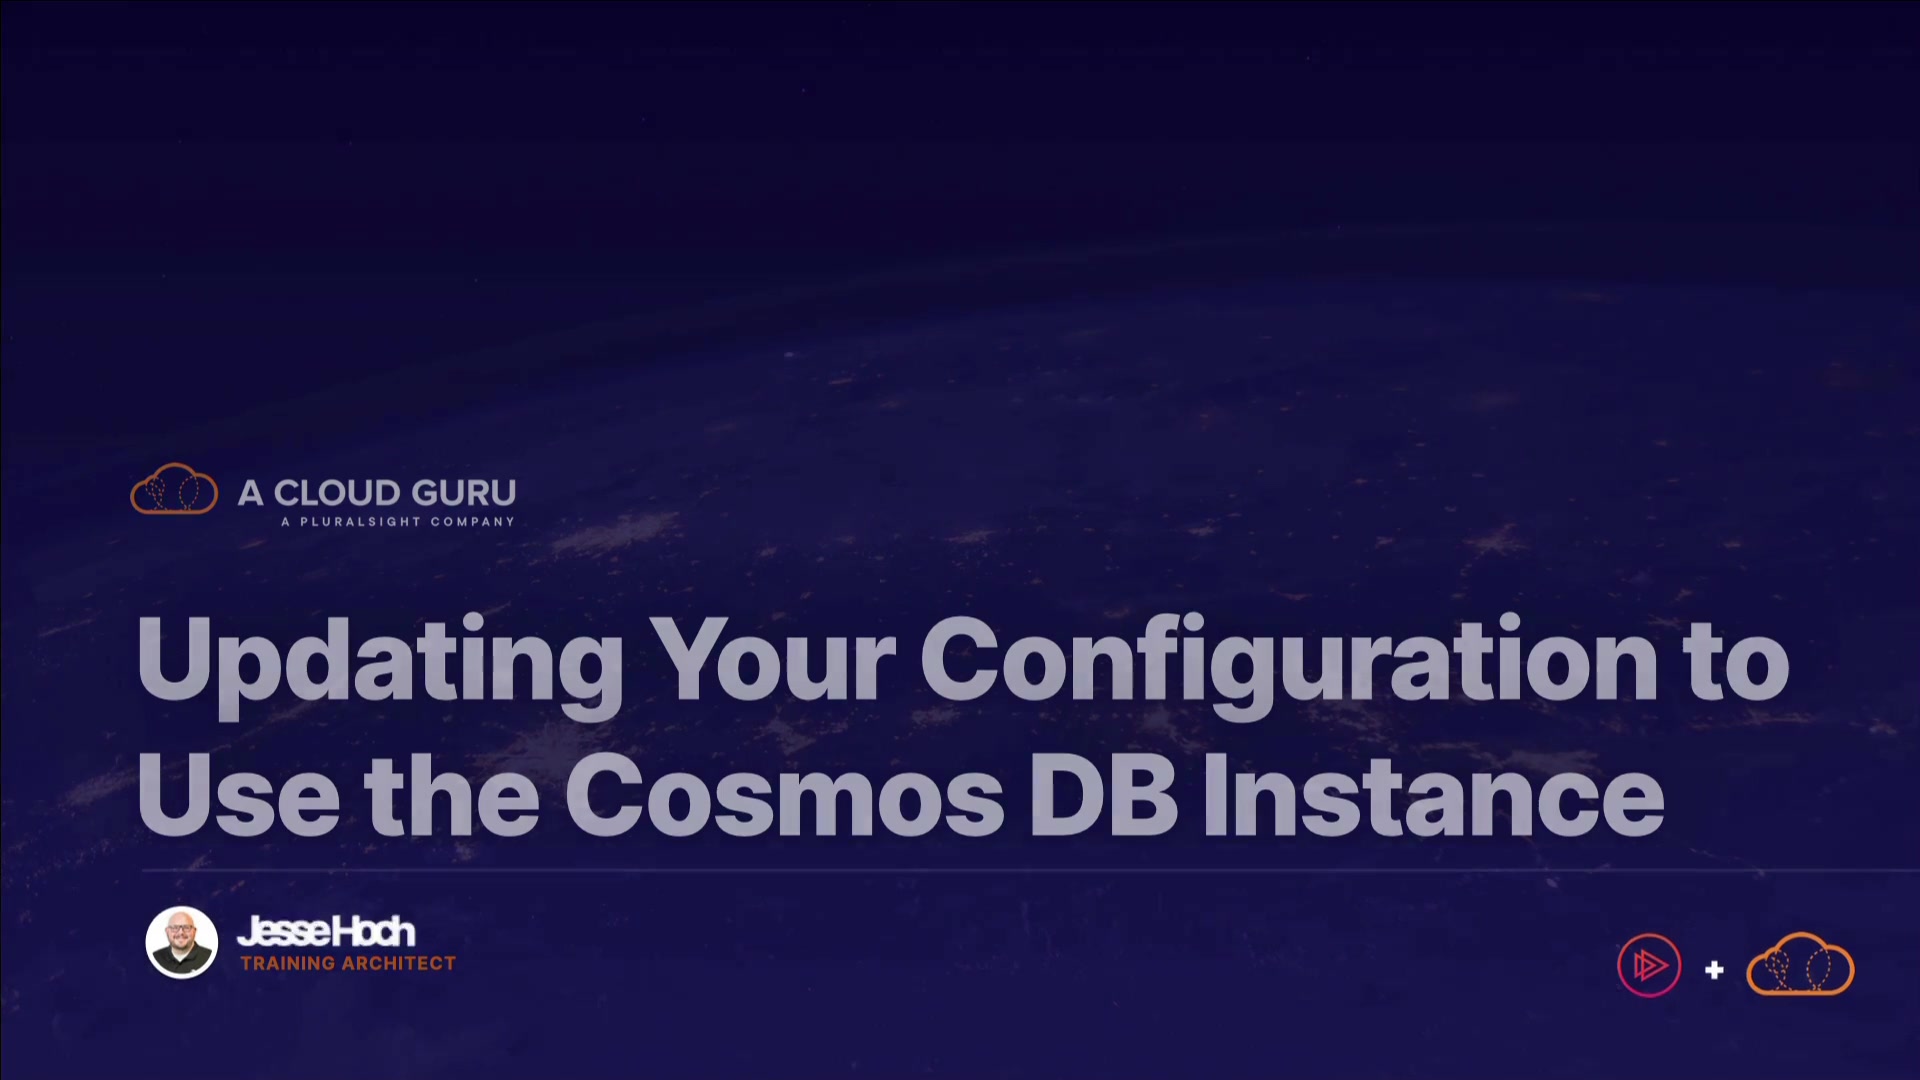 A CLOUD GURU
A PLURALSIGHT COMPANY
Updating Your Configuration to
Use the Cosmos DB Instance
Jesse Hoch
TRAINING ARCHITECT
+